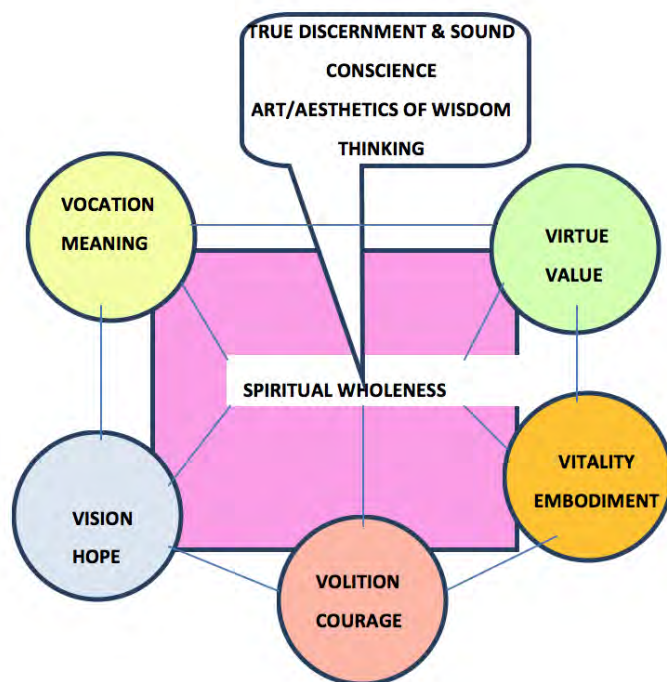 TRUE DISCERNMENT & SOUND
CONSCIENCE
ART/AESTHETICS OF WISDOM
THINKING
VOCATION
MEANING
VIRTUE
VALUE
SPIRITUAL WHOLENESS
VITALITY
EMBODIMENT
VISION
HOPE
VOLITION
COURAGE